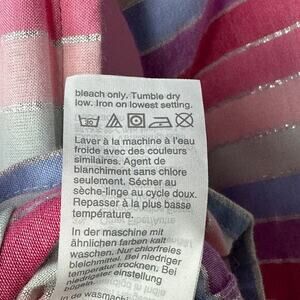 bleach only. Tumble dry
low. Iron on lowest setting.
Laver à la machine à l'eau
froide avec des couleurs
similaires. Agent de
blanchiment sans chlore
seulement. Sécher au
sèche-linge au cycle doux.
Repasser à la plus basse
température.
In der maschine mit
ähnlichen farben kalt
waschen. Nur chlorfreies
bleichmittel. Bei niedriger
temperatur trocknen. Bei
niedrigster einstellung
bügeln